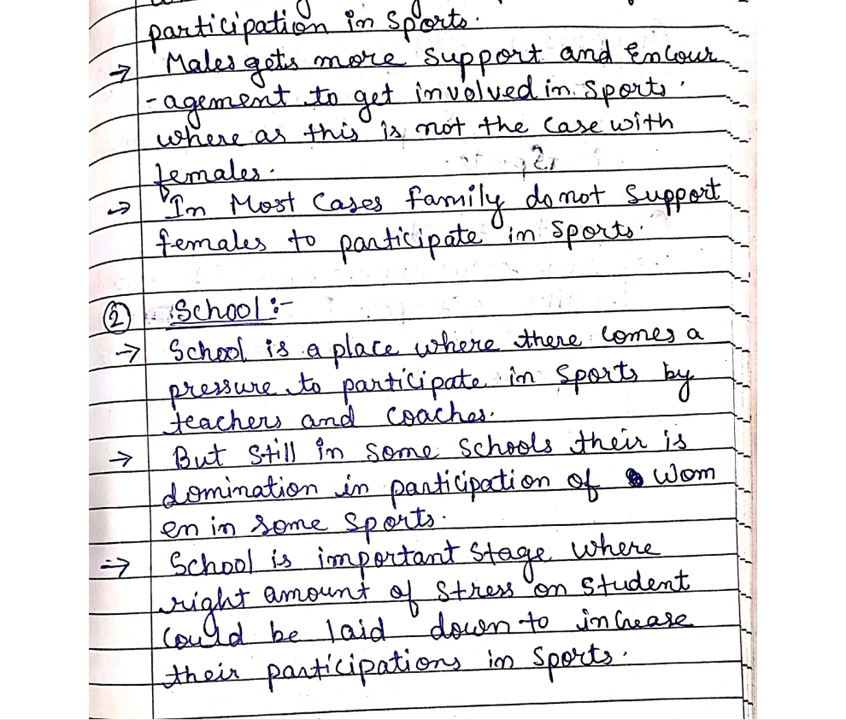 participation in Sports.
→ Males gets more Support and Encour
-agement to get involved in Sports.
where as this is not the case with
females.
→ In Most Cases family do not Support
females to participate in Sports.
② School :-
→ School is a place where there comes a
pressure to participate in Sports by
teachers and coaches.
→ But Still in Some Schools their is
domination in participation of Wom
en in some Sports.
→ School is important Stage where
right amount of Stress on Student
Could be laid down to increase
their participations in Sports.